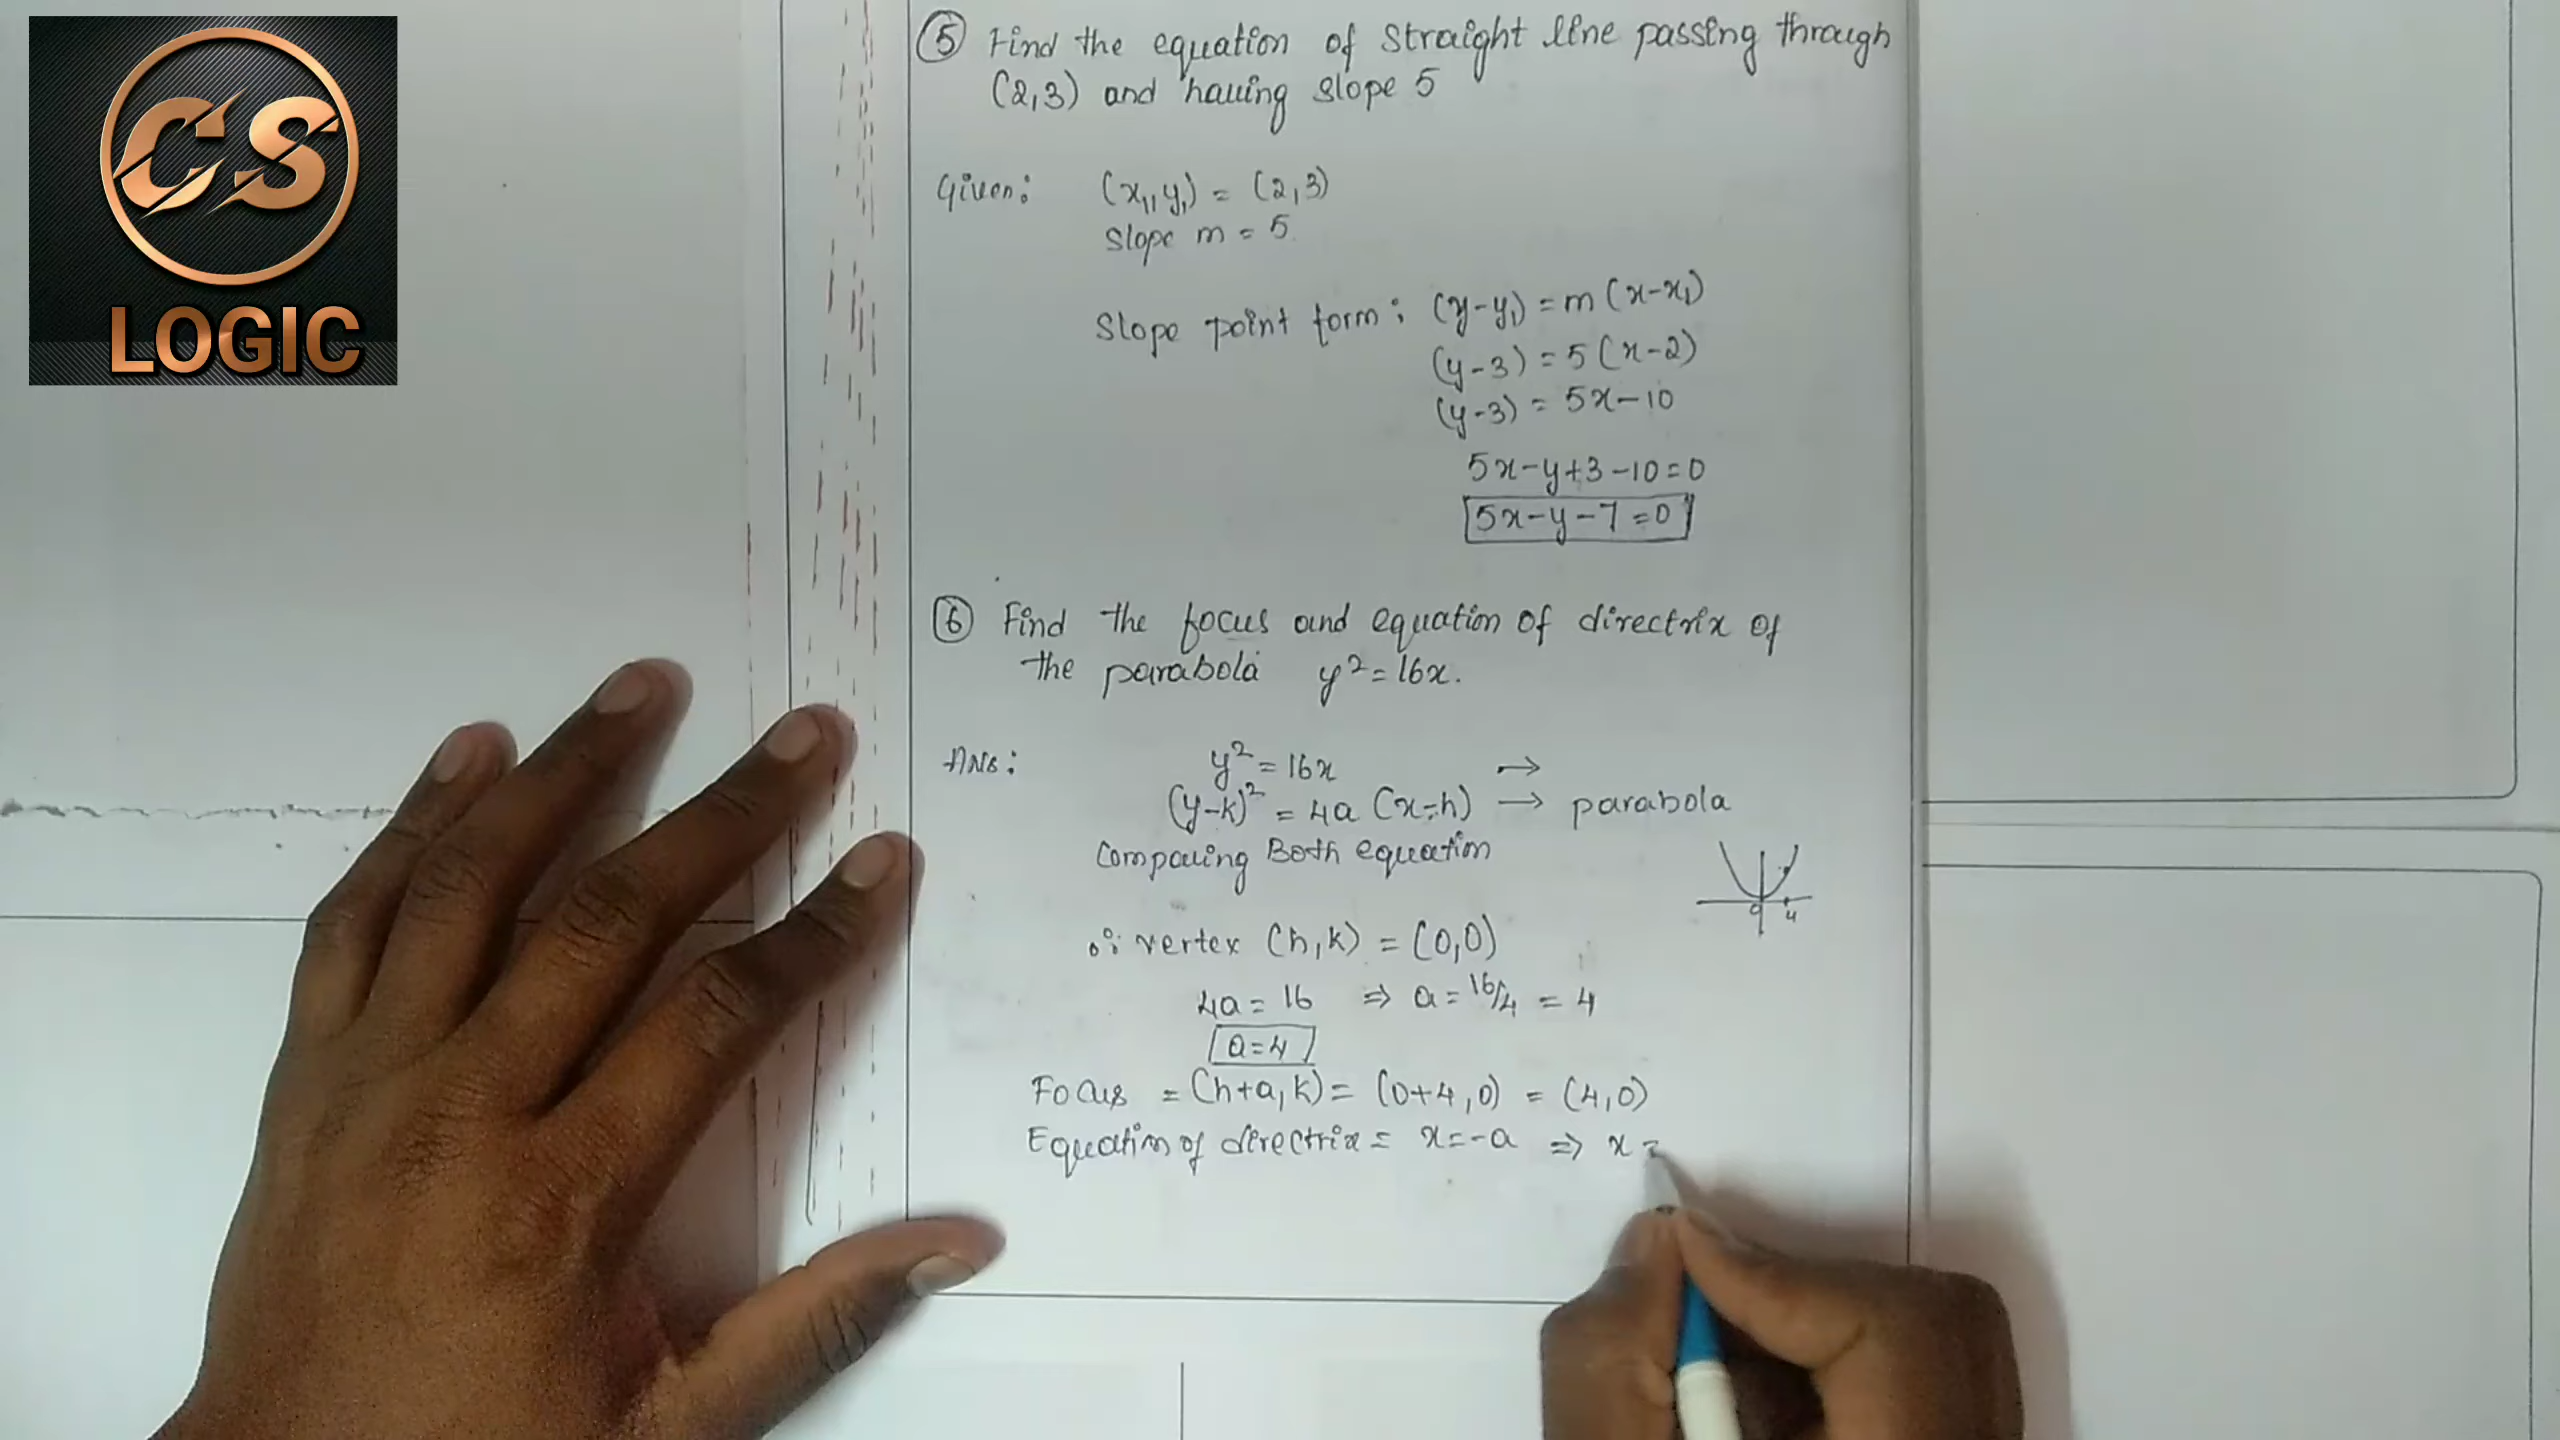 CS
LOGIC
⑤ Find the equation of straight line passing through
(2,3) and having slope 5
Given: (x₁,y₁) = (2,3)
Slope m = 5
Slope point form: (y-y₁) = m(x-x₁)
(y-3) = 5(x-2)
(y-3) = 5x-10
5x-y+3-10=0
5x-y-7=0
⑥ Find the focus and equation of directrix of
the parabola y²=16x.
Ans: y² = 16x →
(y-k)² = 4a (x-h) → parabola
Comparing Both equation
0 4
∴ vertex (h,k) = (0,0)
4a = 16 ⇒ a = 16/4 = 4
a=4
Focus = (h+a,k) = (0+4,0) = (4,0)
Equation of directrix = x=-a ⇒ x =